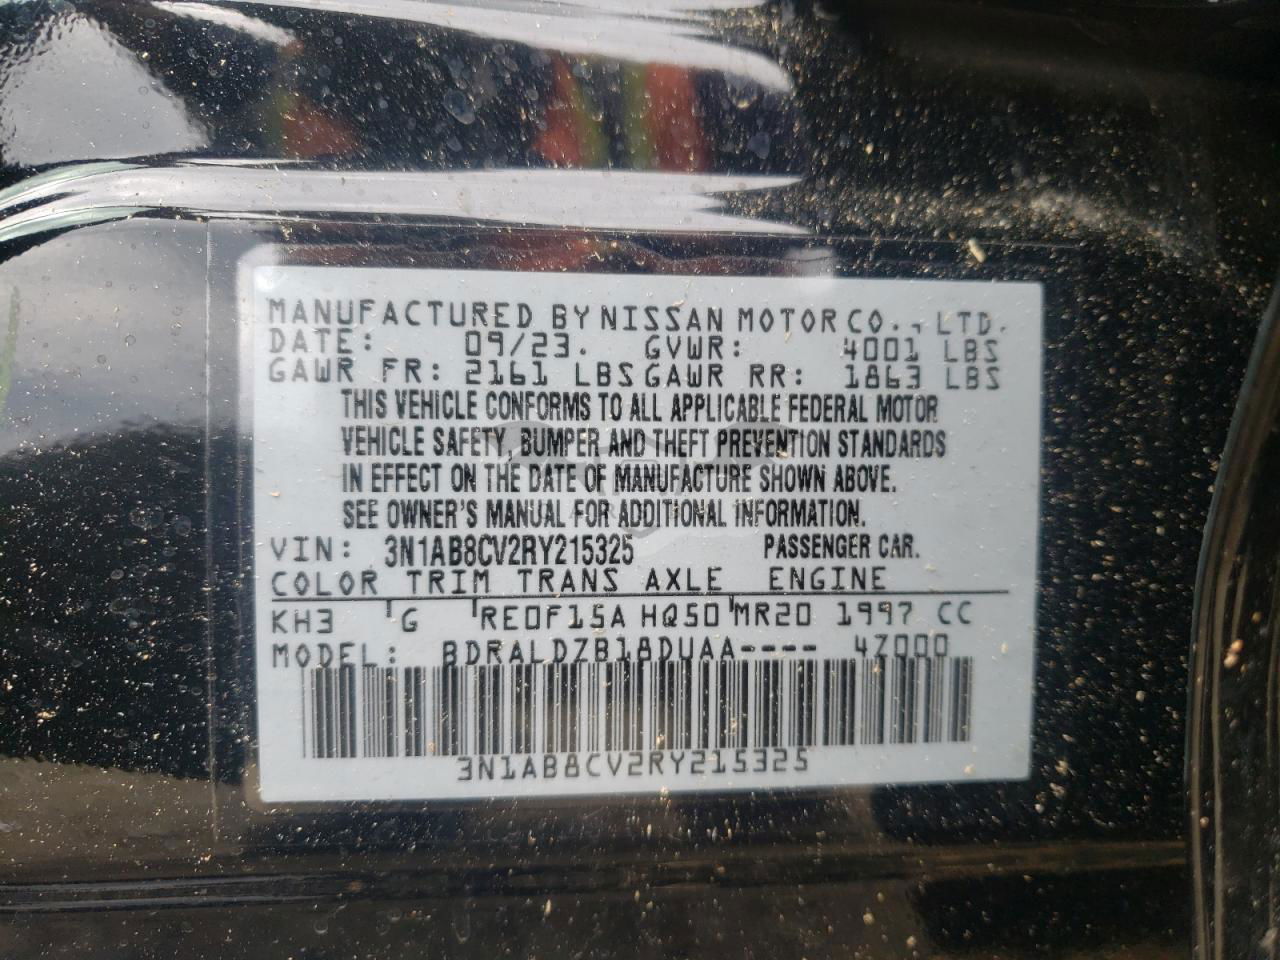 MANUFACTURED BY NISSAN MOTOR CO., LTD.
DATE: 09/23. GVWR: 4001 LBS
GAWR FR: 2161 LBS GAWR RR: 1863 LBS
THIS VEHICLE CONFORMS TO ALL APPLICABLE FEDERAL MOTOR
VEHICLE SAFETY, BUMPER AND THEFT PREVENTION STANDARDS
IN EFFECT ON THE DATE OF MANUFACTURE SHOWN ABOVE.
SEE OWNER'S MANUAL FOR ADDITIONAL INFORMATION.
VIN: 3N1AB8CV2RY215325 PASSENGER CAR.
COLOR TRIM TRANS AXLE ENGINE
KH3 G RE0F15A HQ50 MR20 1997 CC
MODEL: BDRALDZB18DUAA---- 4Z000
3N1AB8CV2RY215325